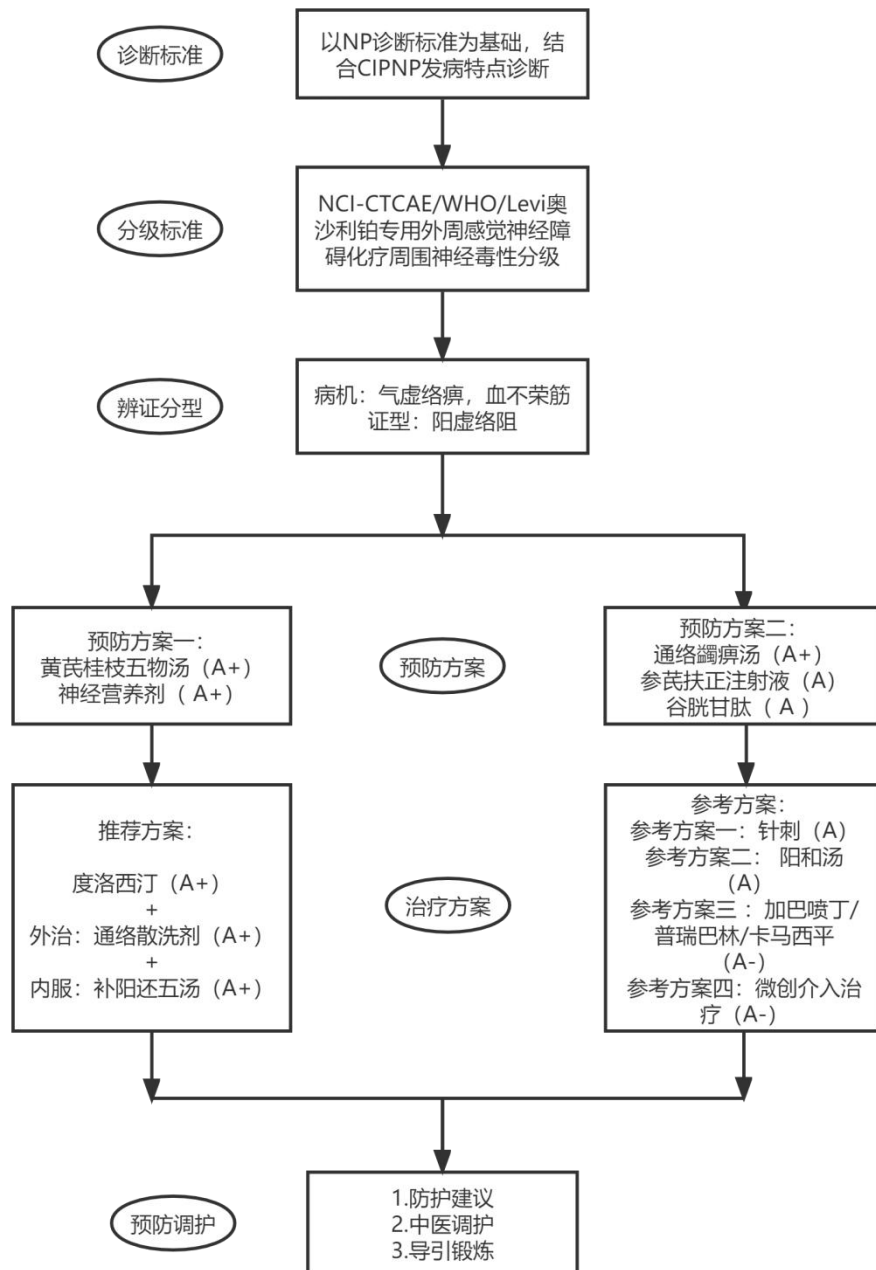 诊断标准
以NP诊断标准为基础，结
合CIPNP发病特点诊断
分级标准
NCI-CTCAE/WHO/Levi奥
沙利铂专用外周感觉神经障
碍化疗周围神经毒性分级
辨证分型
病机：气虚络痹，血不荣筋
证型：阳虚络阻
预防方案一：
黄芪桂枝五物汤（A+）
神经营养剂（ A+）
预防方案
预防方案二：
通络蠲痹汤（A+）
参芪扶正注射液（A）
谷胱甘肽（ A ）
推荐方案：
度洛西汀（A+）
+
外治：通络散洗剂（A+）
+
内服：补阳还五汤（A+）
治疗方案
参考方案：
参考方案一：针刺（A）
参考方案二： 阳和汤
（A）
参考方案三 ：加巴喷丁/
普瑞巴林/卡马西平
（A-）
参考方案四：微创介入治
疗（A-）
预防调护
1.防护建议
2.中医调护
3.导引锻炼